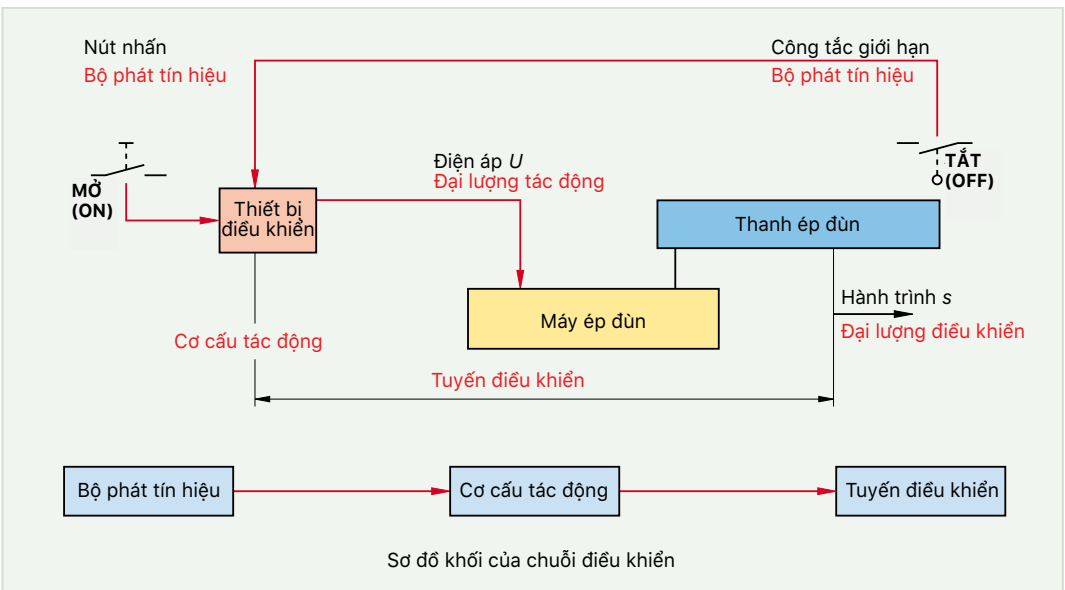 Nút nhấn
Bộ phát tín hiệu
Công tắc giới hạn
Bộ phát tín hiệu
MỞ
(ON)
Điện áp U
Đại lượng tác động
TẮT
(OFF)
Thiết bị
điều khiển
Thanh ép đùn
Máy ép đùn
Hành trình s
Đại lượng điều khiển
Cơ cấu tác động
Tuyến điều khiển
Bộ phát tín hiệu
Cơ cấu tác động
Tuyến điều khiển
Sơ đồ khối của chuỗi điều khiển